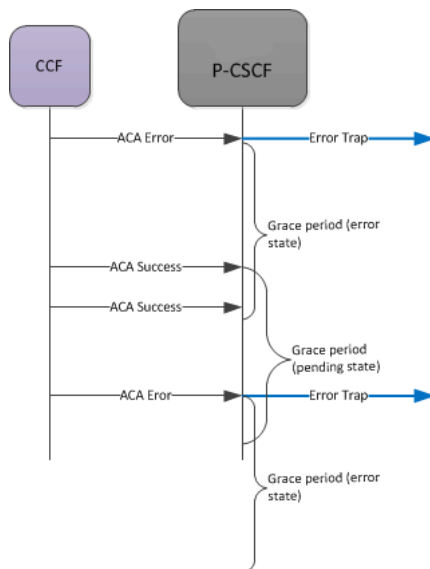 CCF
P-CSCF
ACA Error
Error Trap
Grace period (error
state)
ACA Success
ACA Success
Grace period
(pending state)
ACA Eror
Error Trap
Grace period (error
state)